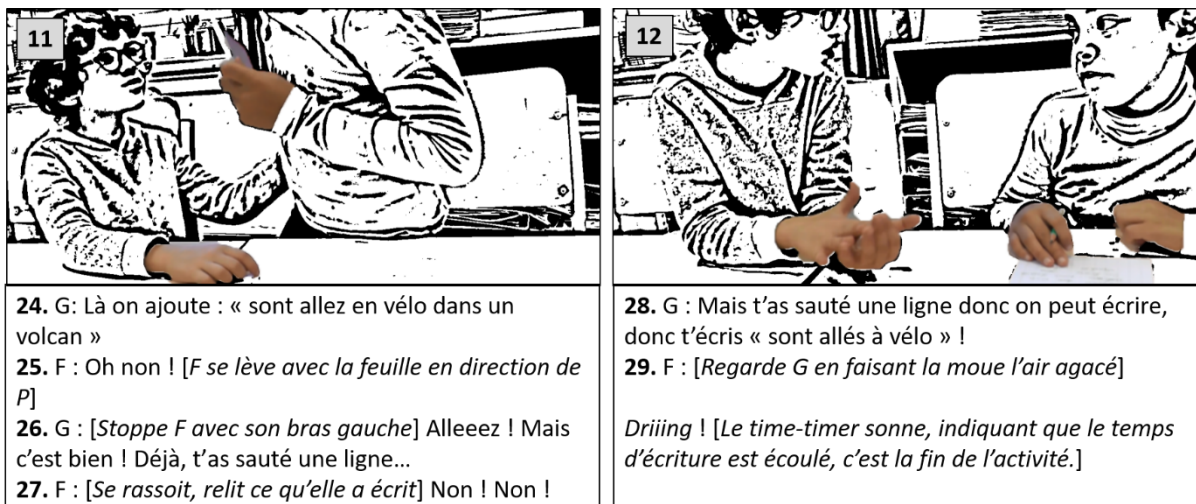 11
24. G: Là on ajoute : « sont allez en vélo dans un
volcan »
25. F : Oh non ! [F se lève avec la feuille en direction de
P]
26. G : [Stoppe F avec son bras gauche] Alleeez ! Mais
c'est bien ! Déjà, t'as sauté une ligne…
27. F : [Se rassoit, relit ce qu'elle a écrit] Non ! Non !
12
28. G : Mais t'as sauté une ligne donc on peut écrire,
donc t'écris « sont allés à vélo » !
29. F : [Regarde G en faisant la moue l'air agacé]
Driiing ! [Le time-timer sonne, indiquant que le temps
d'écriture est écoulé, c'est la fin de l'activité.]